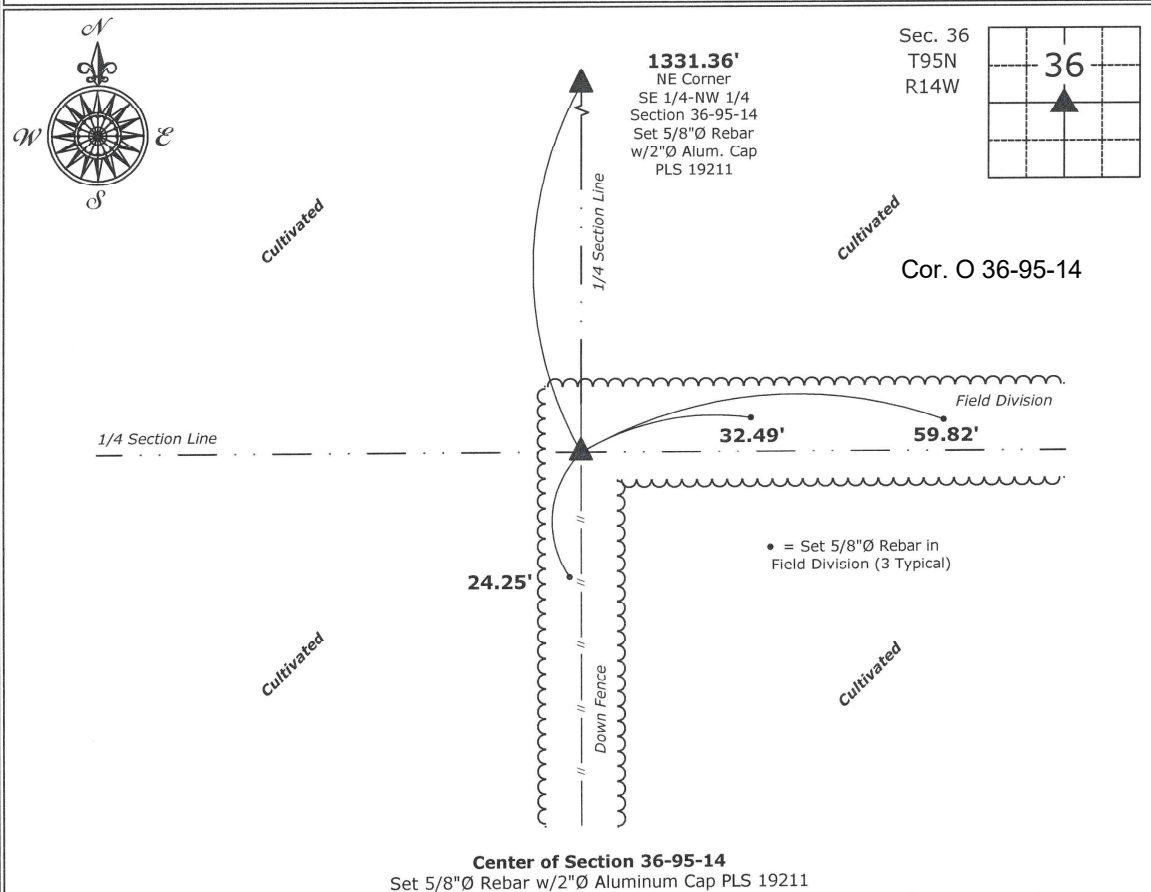 N
W
E
S
1331.36'
NE Corner
SE 1/4-NW 1/4
Section 36-95-14
Set 5/8"Ø Rebar
w/2"Ø Alum. Cap
PLS 19211
Sec. 36
T95N
R14W
36
Cultivated
1/4 Section Line
Cultivated
Cor. O 36-95-14
Field Division
1/4 Section Line
32.49'
59.82'
24.25'
• = Set 5/8"Ø Rebar in
Field Division (3 Typical)
Cultivated
Down Fence
Cultivated
Center of Section 36-95-14
Set 5/8"Ø Rebar w/2"Ø Aluminum Cap PLS 19211